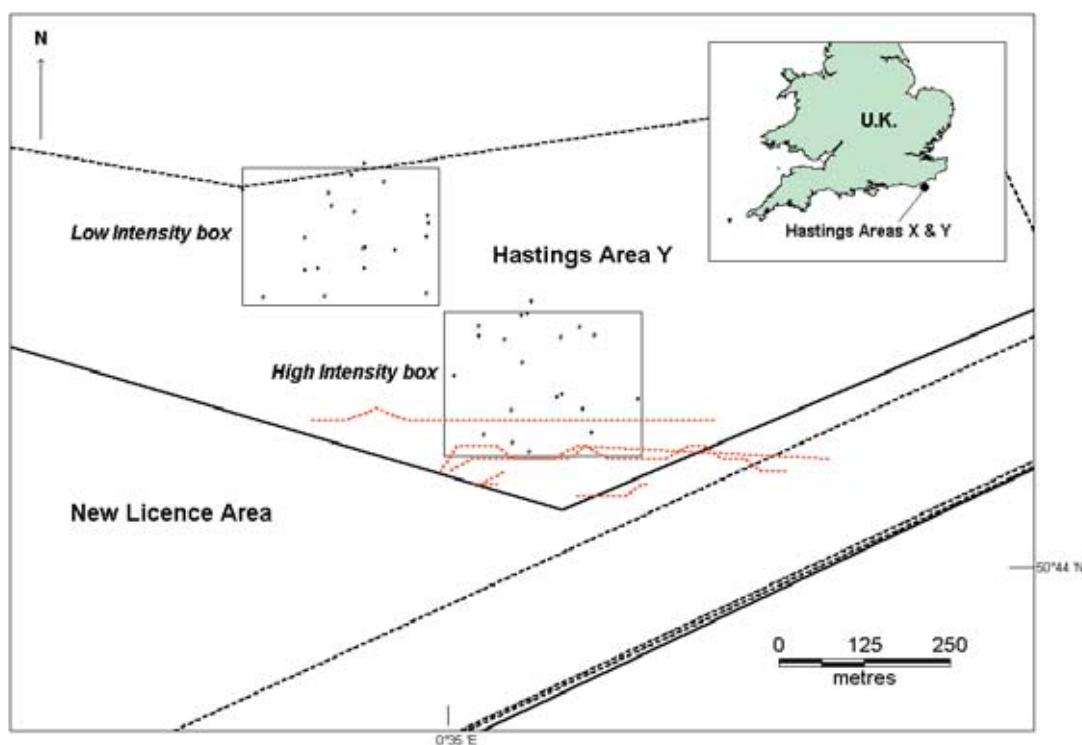 N
U.K.
Hastings Areas X & Y
Low Intensity box
Hastings Area Y
High Intensity box
New Licence Area
50°44 'N
0 125 250
metres
0°35 'E